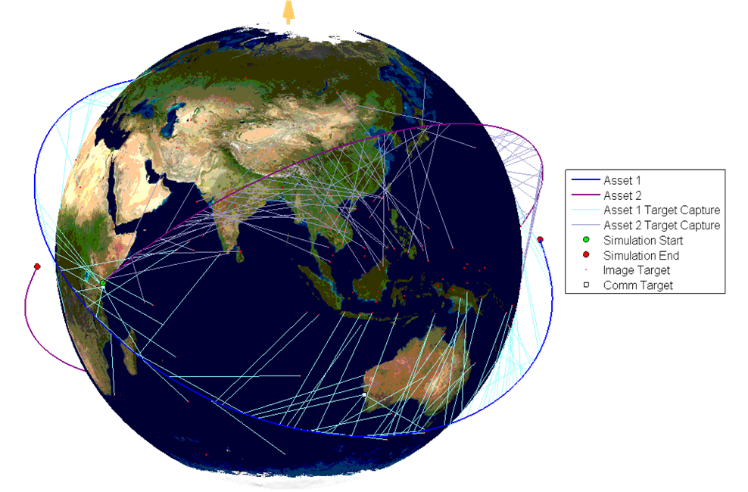 Asset 1
Asset 2
Asset 1 Target Capture
Asset 2 Target Capture
Simulation Start
Simulation End
Image Target
Comm Target